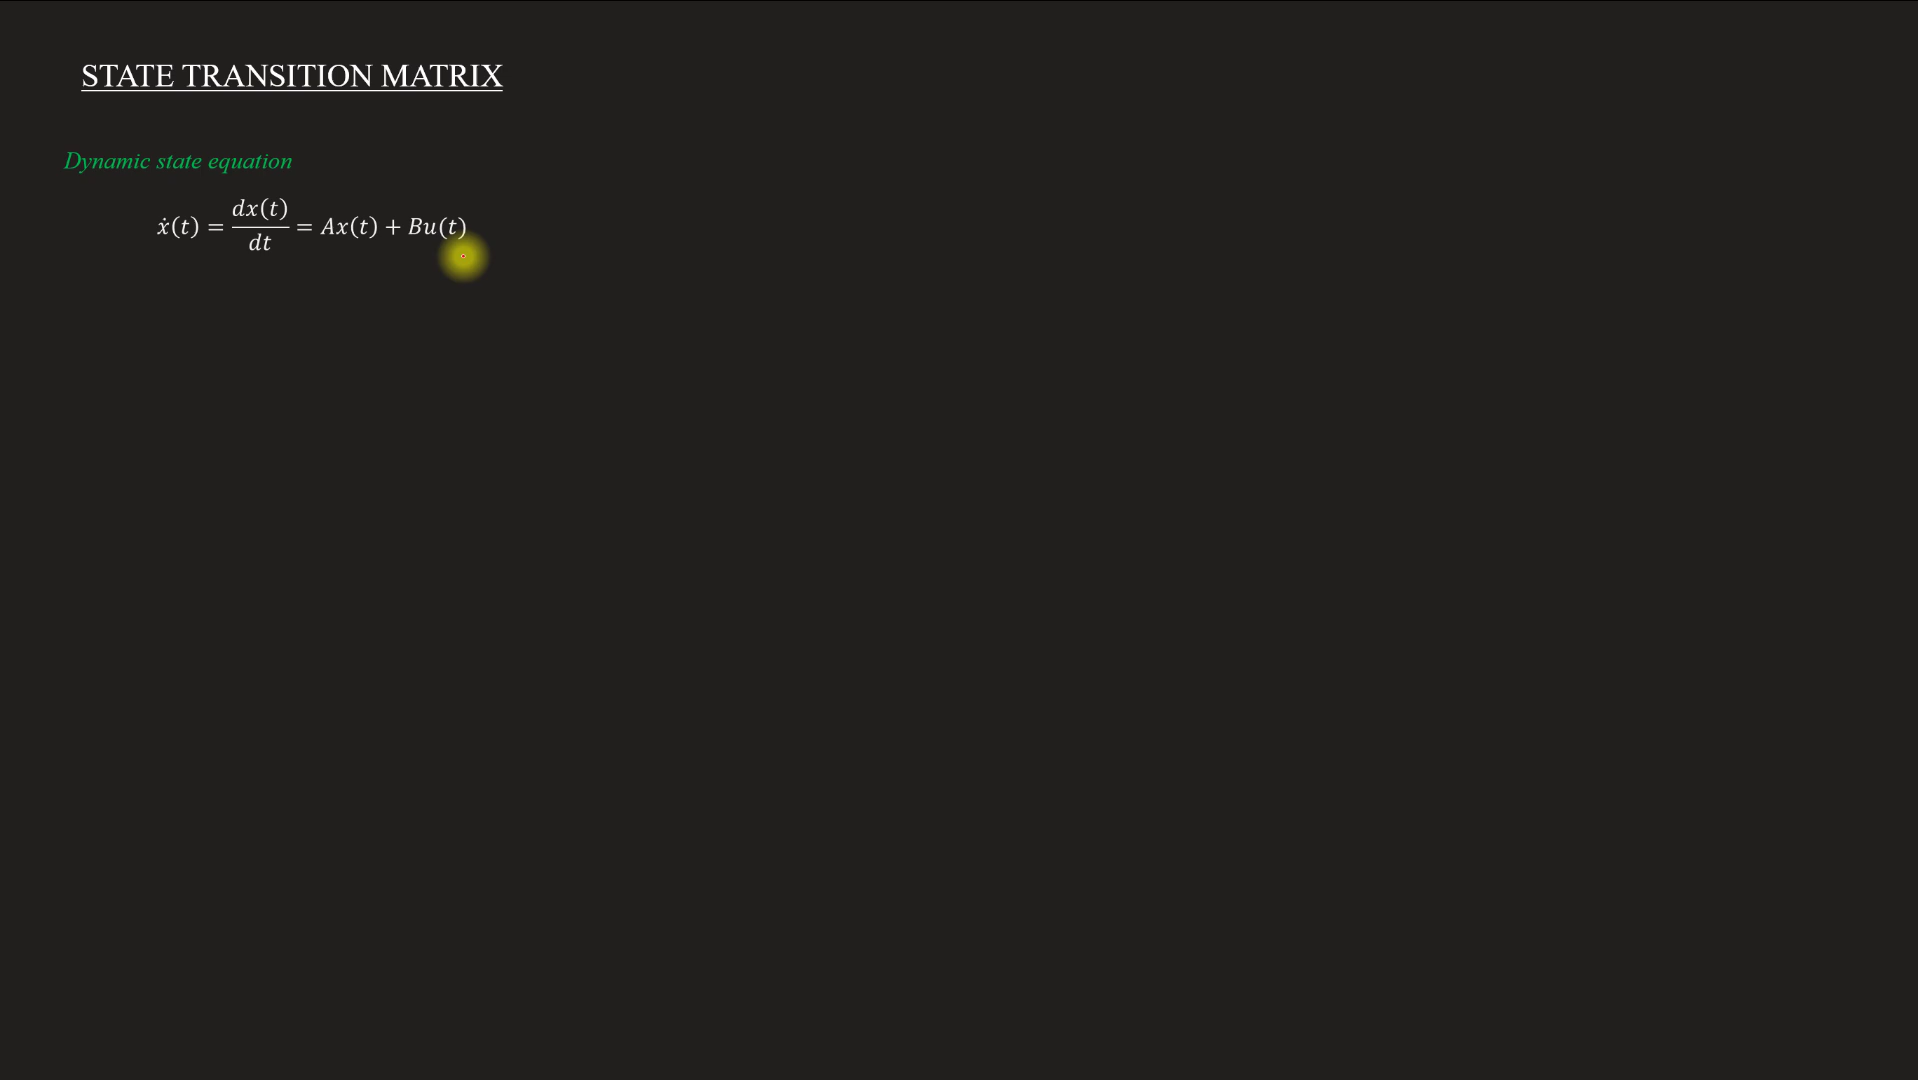 STATE TRANSITION MATRIX
Dynamic state equation
ẋ(t) = dx(t)/dt = Ax(t) + Bu(t)